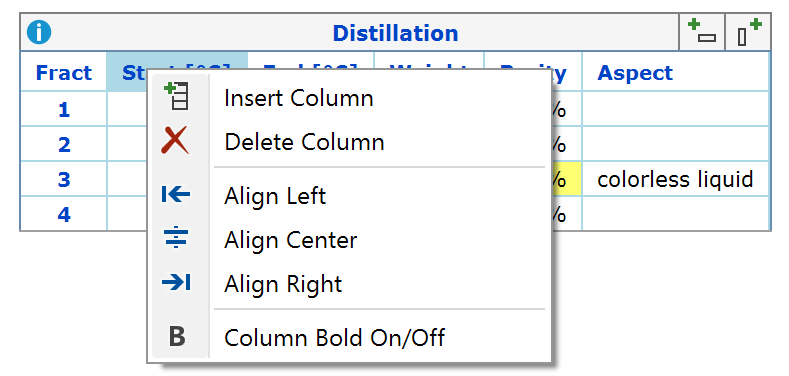 Distillation
Fract Aspect
1 %
2 %
3 % colorless liquid
4 %
Insert Column
Delete Column
Align Left
Align Center
Align Right
B Column Bold On/Off